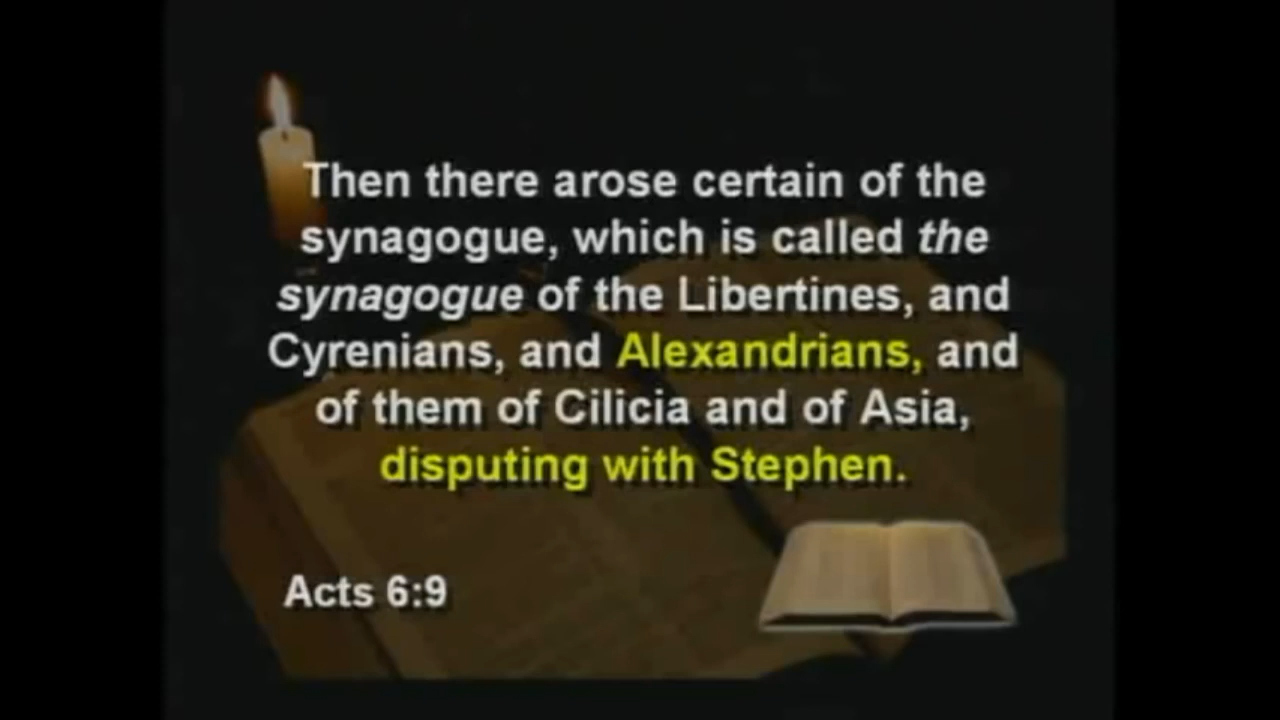 Then there arose certain of the
synagogue, which is called the
synagogue of the Libertines, and
Cyrenians, and Alexandrians, and
of them of Cilicia and of Asia,
disputing with Stephen.
Acts 6:9